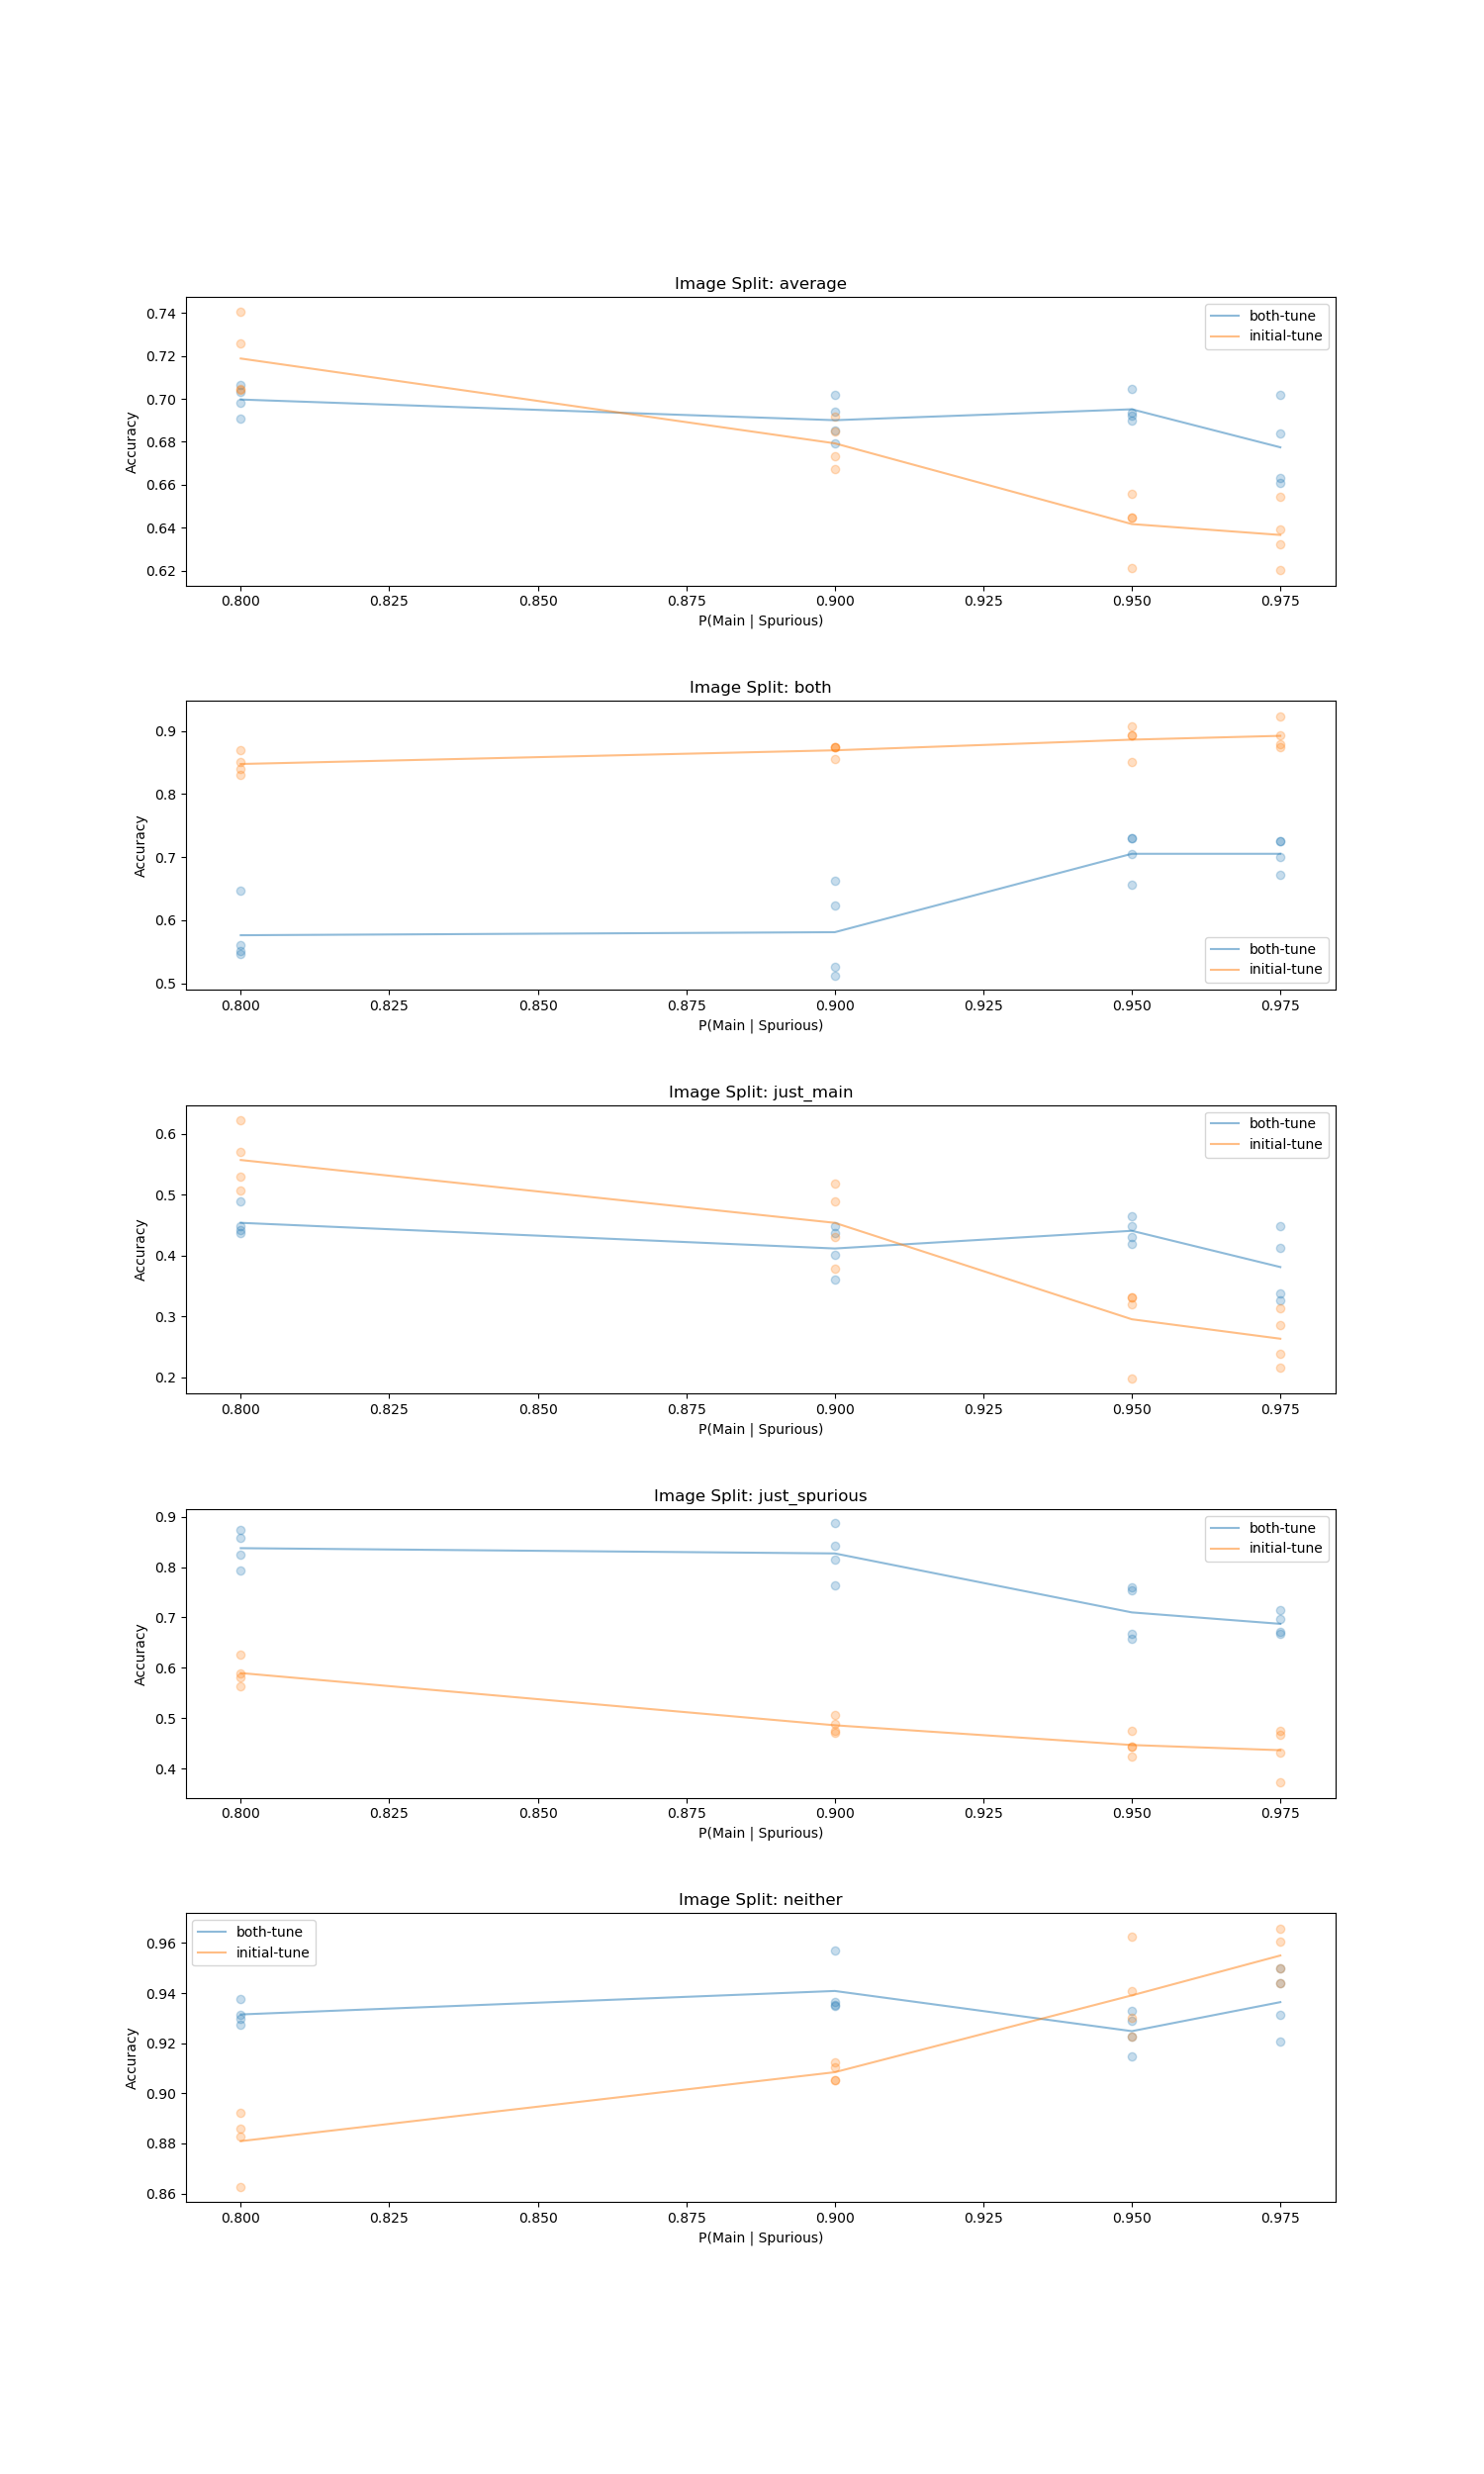 Image Split: average
Accuracy
0.74
0.72
0.70
0.68
0.66
0.64
0.62
both-tune
initial-tune
0.800 0.825 0.850 0.875 0.900 0.925 0.950 0.975
P(Main | Spurious)
Image Split: both
Accuracy
0.9
0.8
0.7
0.6
0.5
both-tune
initial-tune
0.800 0.825 0.850 0.875 0.900 0.925 0.950 0.975
P(Main | Spurious)
Image Split: just_main
Accuracy
0.6
0.5
0.4
0.3
0.2
both-tune
initial-tune
0.800 0.825 0.850 0.875 0.900 0.925 0.950 0.975
P(Main | Spurious)
Image Split: just_spurious
Accuracy
0.9
0.8
0.7
0.6
0.5
0.4
both-tune
initial-tune
0.800 0.825 0.850 0.875 0.900 0.925 0.950 0.975
P(Main | Spurious)
Image Split: neither
Accuracy
0.96
0.94
0.92
0.90
0.88
0.86
both-tune
initial-tune
0.800 0.825 0.850 0.875 0.900 0.925 0.950 0.975
P(Main | Spurious)